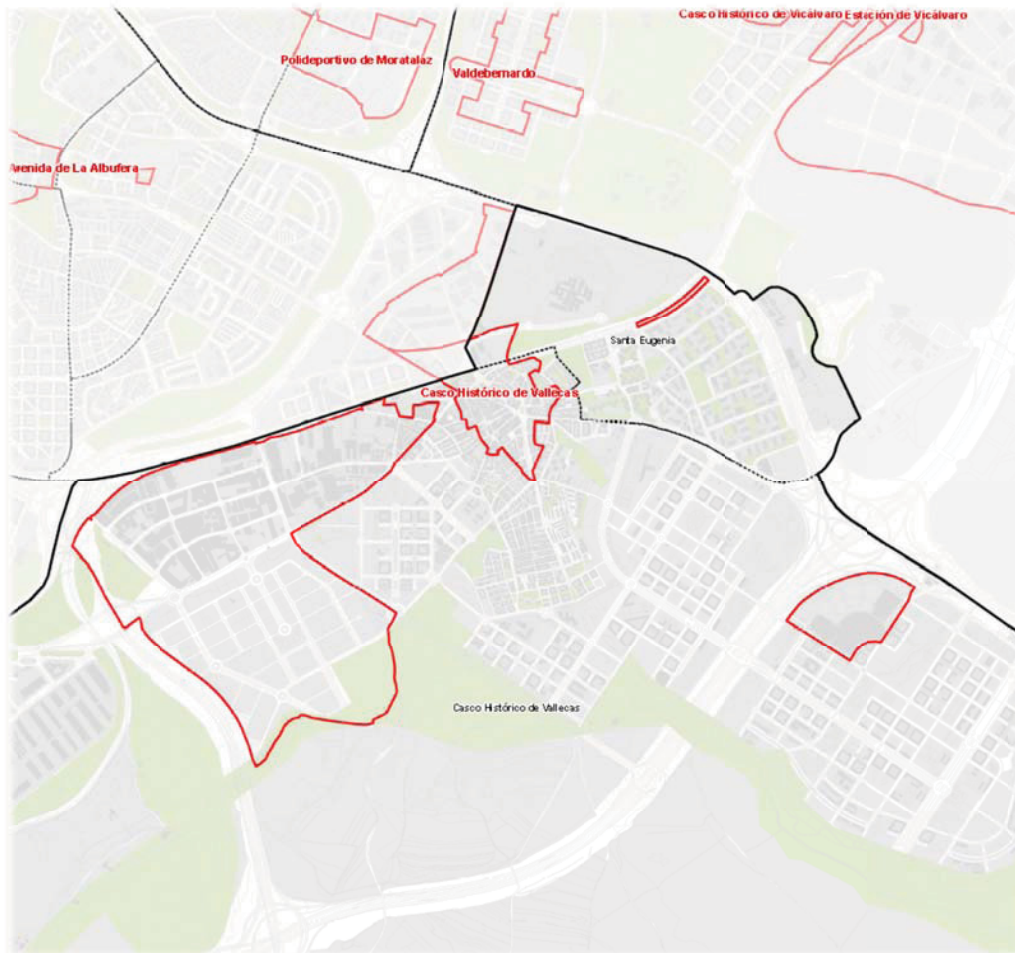 Casco Histórico de Vicálvaro
Estación de Vicálvaro
Polideportivo de Moratalaz
Valdebernardo
Avenida de La Albufera
Santa Eugenia
Casco Histórico de Vallecas
Casco Histórico de Vallecas